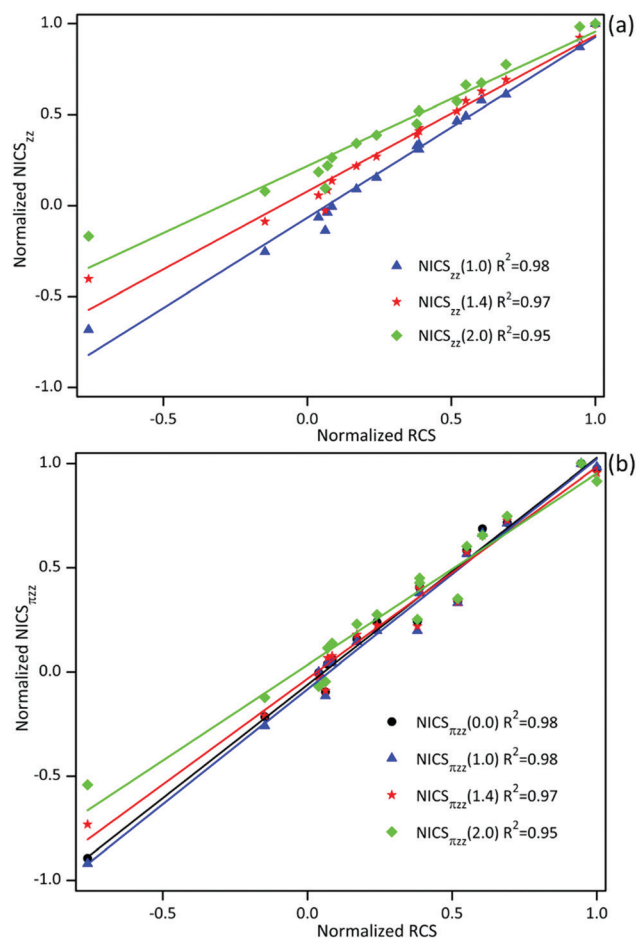 (a)
1.0
0.5
0.0
-0.5
-1.0
Normalized NICSzz
NICSzz(1.0) R²=0.98
NICSzz(1.4) R²=0.97
NICSzz(2.0) R²=0.95
-0.5 0.0 0.5 1.0
Normalized RCS
(b)
1.0
0.5
0.0
-0.5
-1.0
Normalized NICSπzz
NICSπzz(0.0) R²=0.98
NICSπzz(1.0) R²=0.98
NICSπzz(1.4) R²=0.97
NICSπzz(2.0) R²=0.95
-0.5 0.0 0.5 1.0
Normalized RCS